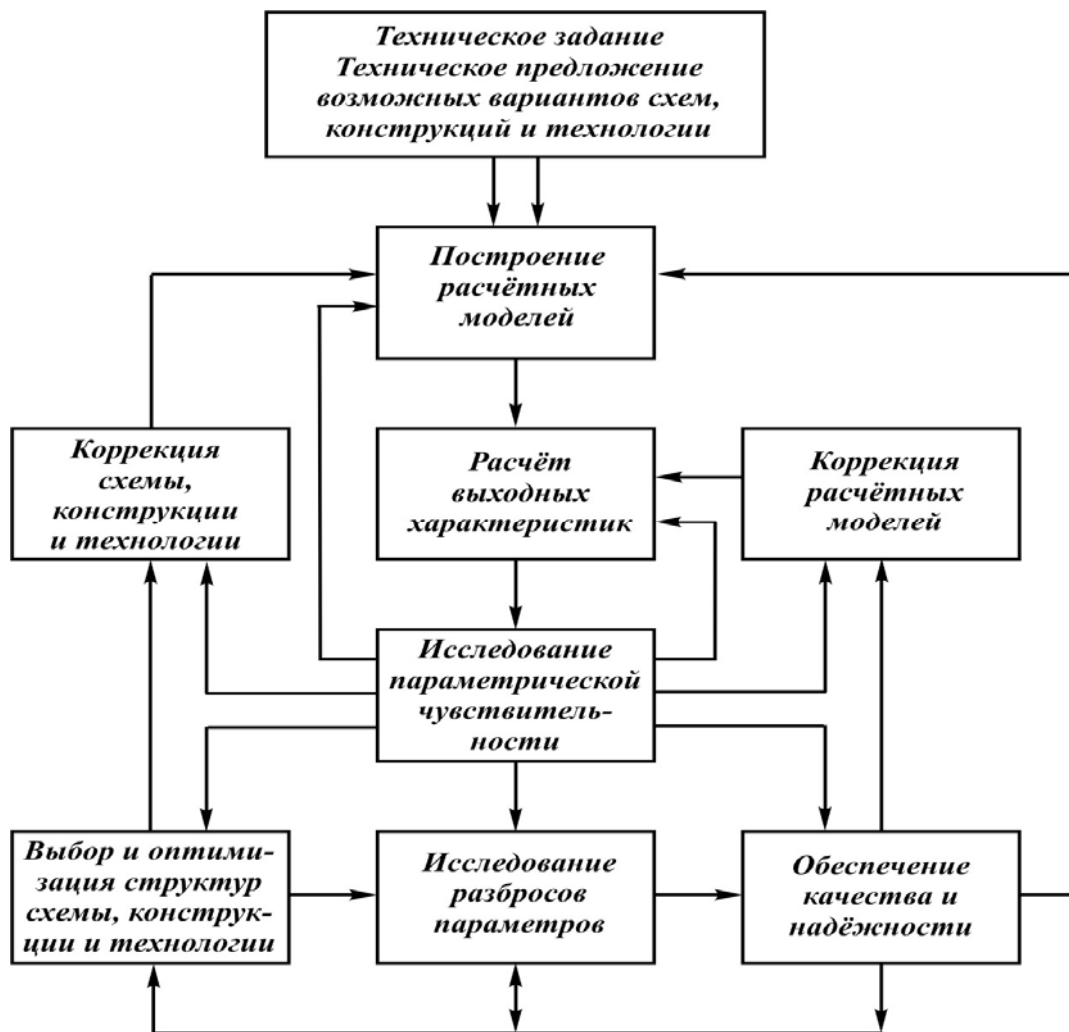 Техническое задание
Техническое предложение
возможных вариантов схем,
конструкций и технологии
Построение
расчётных
моделей
Коррекция
схемы,
конструкции
и технологии
Расчёт
выходных
характеристик
Коррекция
расчётных
моделей
Исследование
параметрической
чувствитель-
ности
Выбор и оптими-
зация структур
схемы, конструк-
ции и технологии
Исследование
разбросов
параметров
Обеспечение
качества и
надёжности